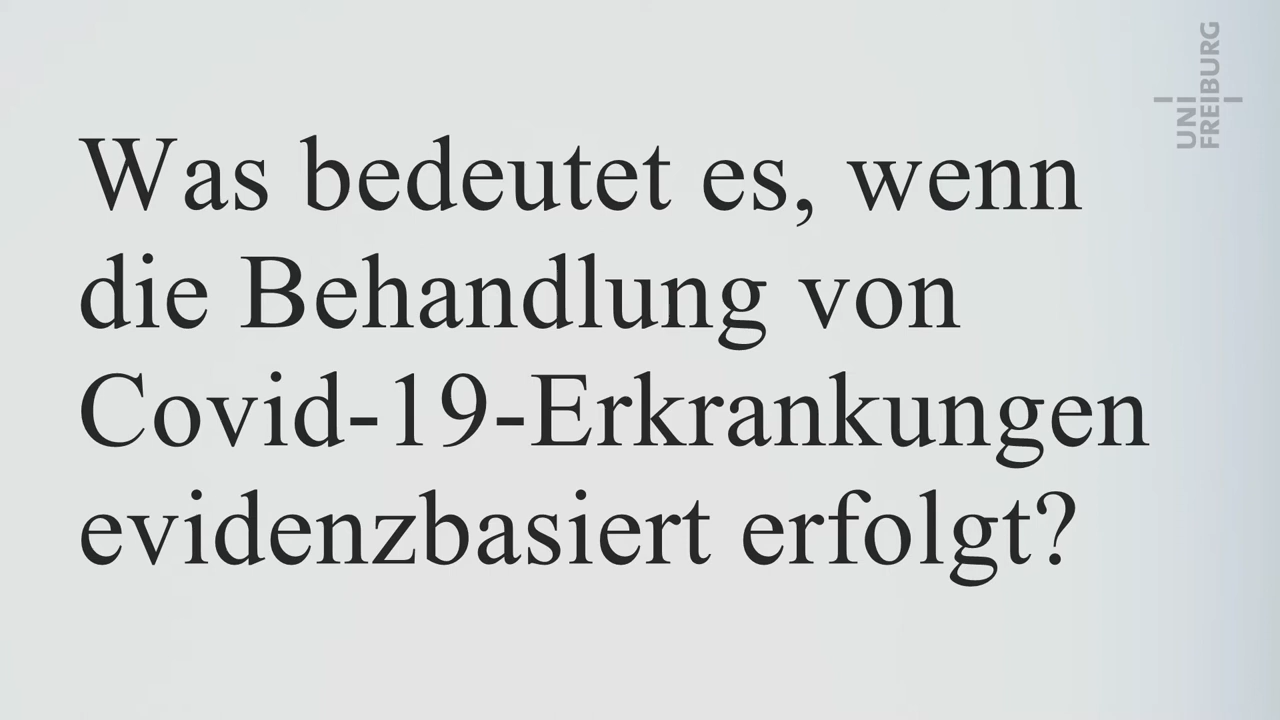 UNI
FREIBURG
Was bedeutet es, wenn
die Behandlung von
Covid-19-Erkrankungen
evidenzbasiert erfolgt?